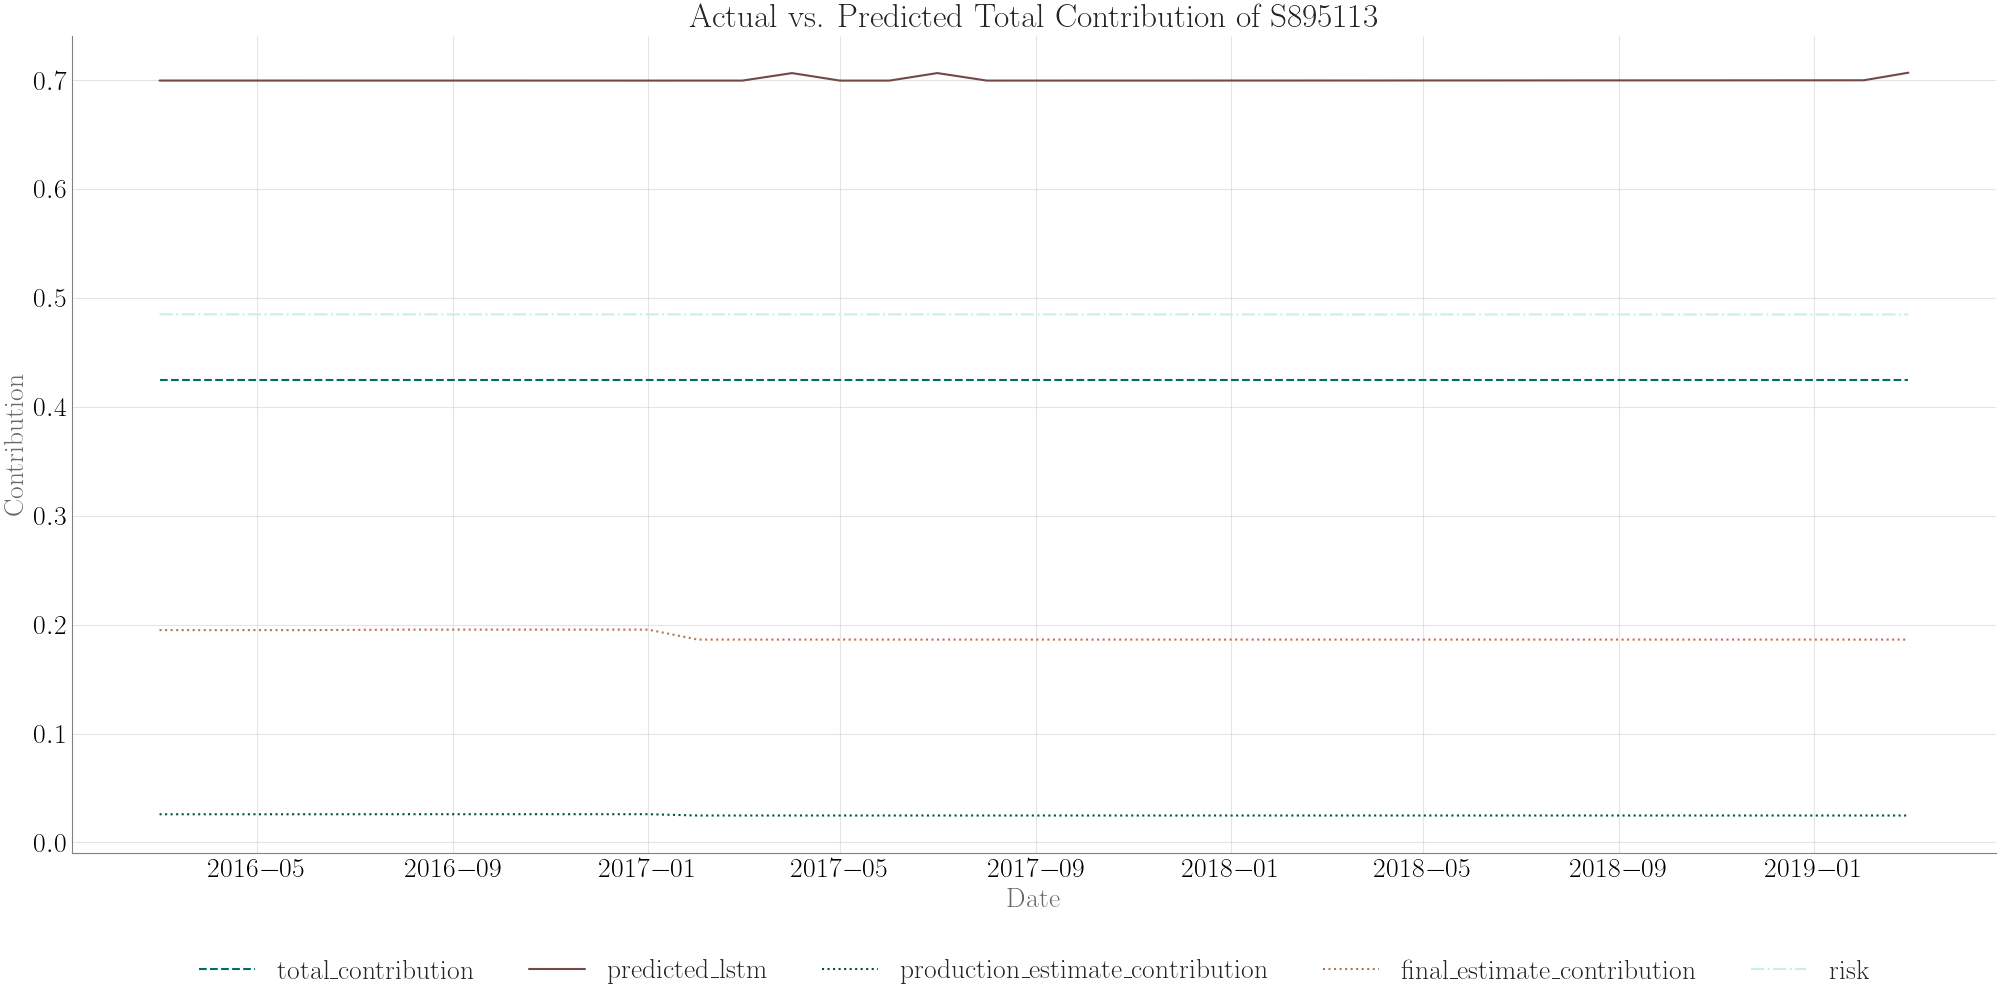 Actual vs. Predicted Total Contribution of S895113
0.7
0.6
0.5
0.4
0.3
0.2
0.1
0.0
Contribution
2016–05 2016–09 2017–01 2017–05 2017–09 2018–01 2018–05 2018–09 2019–01
Date
total_contribution predicted_lstm production_estimate_contribution final_estimate_contribution risk